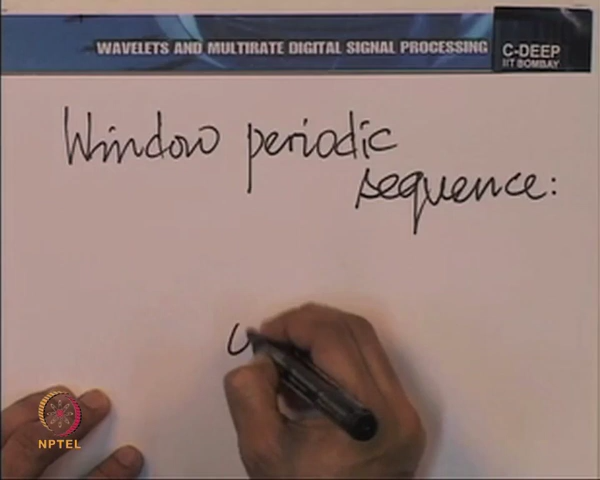 WAVELETS AND MULTIRATE DIGITAL SIGNAL PROCESSING
C-DEEP
IIT BOMBAY
Window periodic
sequence:
NPTEL